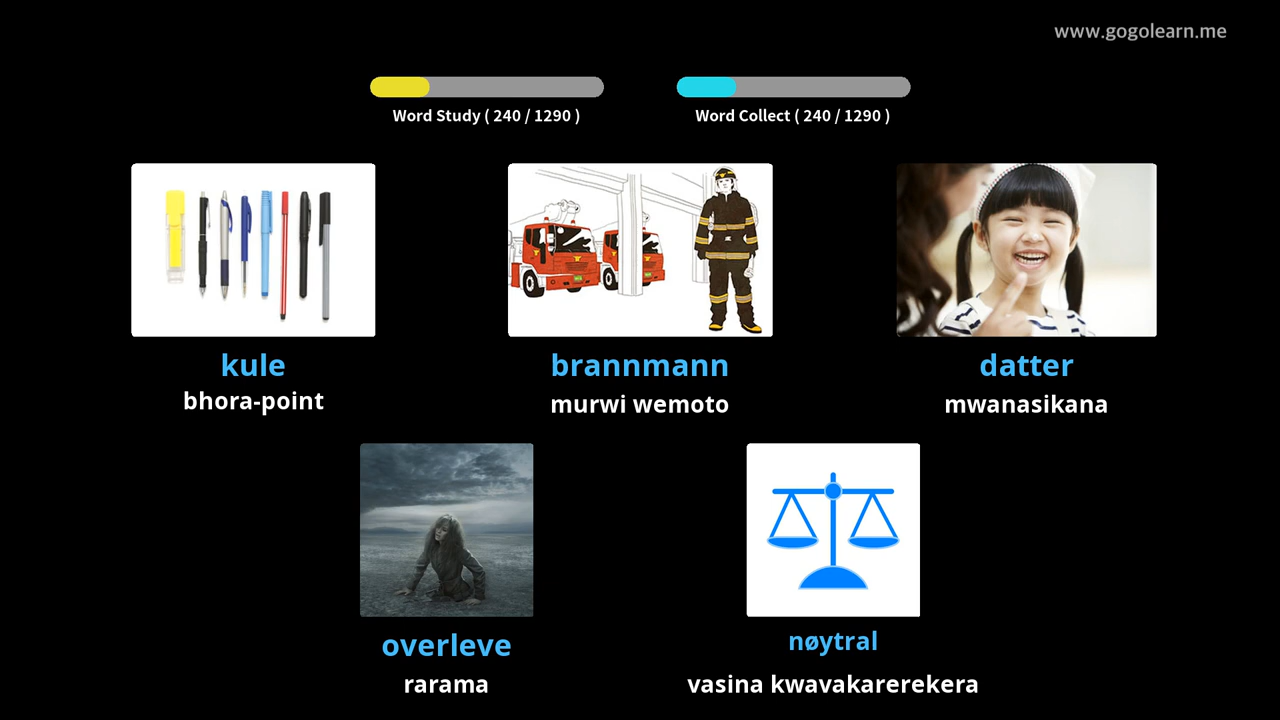 www.gogolearn.me
Word Study ( 240 / 1290 )
Word Collect ( 240 / 1290 )
kule
bhora-point
brannmann
murwi wemoto
datter
mwanasikana
overleve
rarama
nøytral
vasina kwavakarerekera